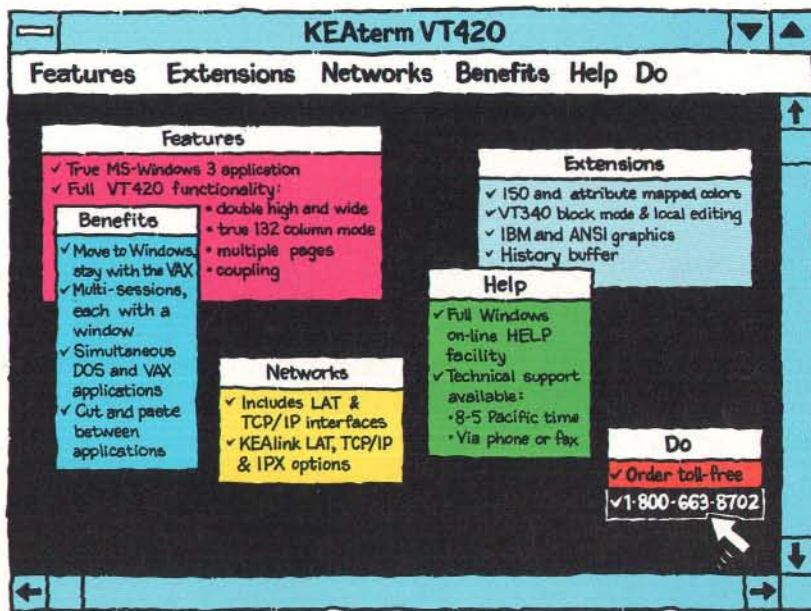 KEAterm VT420
Features Extensions Networks Benefits Help Do
Features
✓ True MS-Windows 3 application
✓ Full VT420 functionality:
• double high and wide
• true 132 column mode
• multiple pages
• coupling
Benefits
✓ Move to Windows,
stay with the VAX
✓ Multi-sessions,
each with a
window
✓ Simultaneous
DOS and VAX
applications
✓ Cut and paste
between
applications
Networks
✓ Includes LAT &
TCP/IP interfaces
✓ KEAlink LAT, TCP/IP
& IPX options
Extensions
✓ ISO and attribute mapped colors
✓ VT340 block mode & local editing
✓ IBM and ANSI graphics
✓ History buffer
Help
✓ Full Windows
on-line HELP
facility
✓ Technical support
available:
• 8-5 Pacific time
• Via phone or fax
Do
✓ Order toll-free
✓ 1-800-663-8702